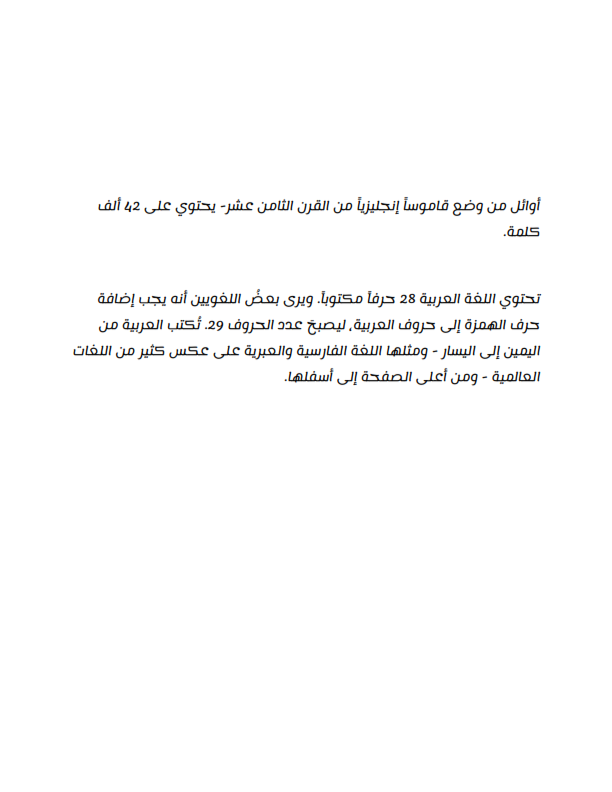 أوائل من وضع قاموساً إنجليزياً من القرن الثامن عشر- يحتوي على 42 ألف
كلمة.
تحتوي اللغة العربية 28 حرفاً مكتوباً. ويرى بعضُ اللغويين أنه يجب إضافة
حرف الهمزة إلى حروف العربية، ليصبحَ عدد الحروف 29. تُكتب العربية من
اليمين إلى اليسار - ومثلها اللغة الفارسية والعبرية على عكس كثير من اللغات
العالمية - ومن أعلى الصفحة إلى أسفلها.